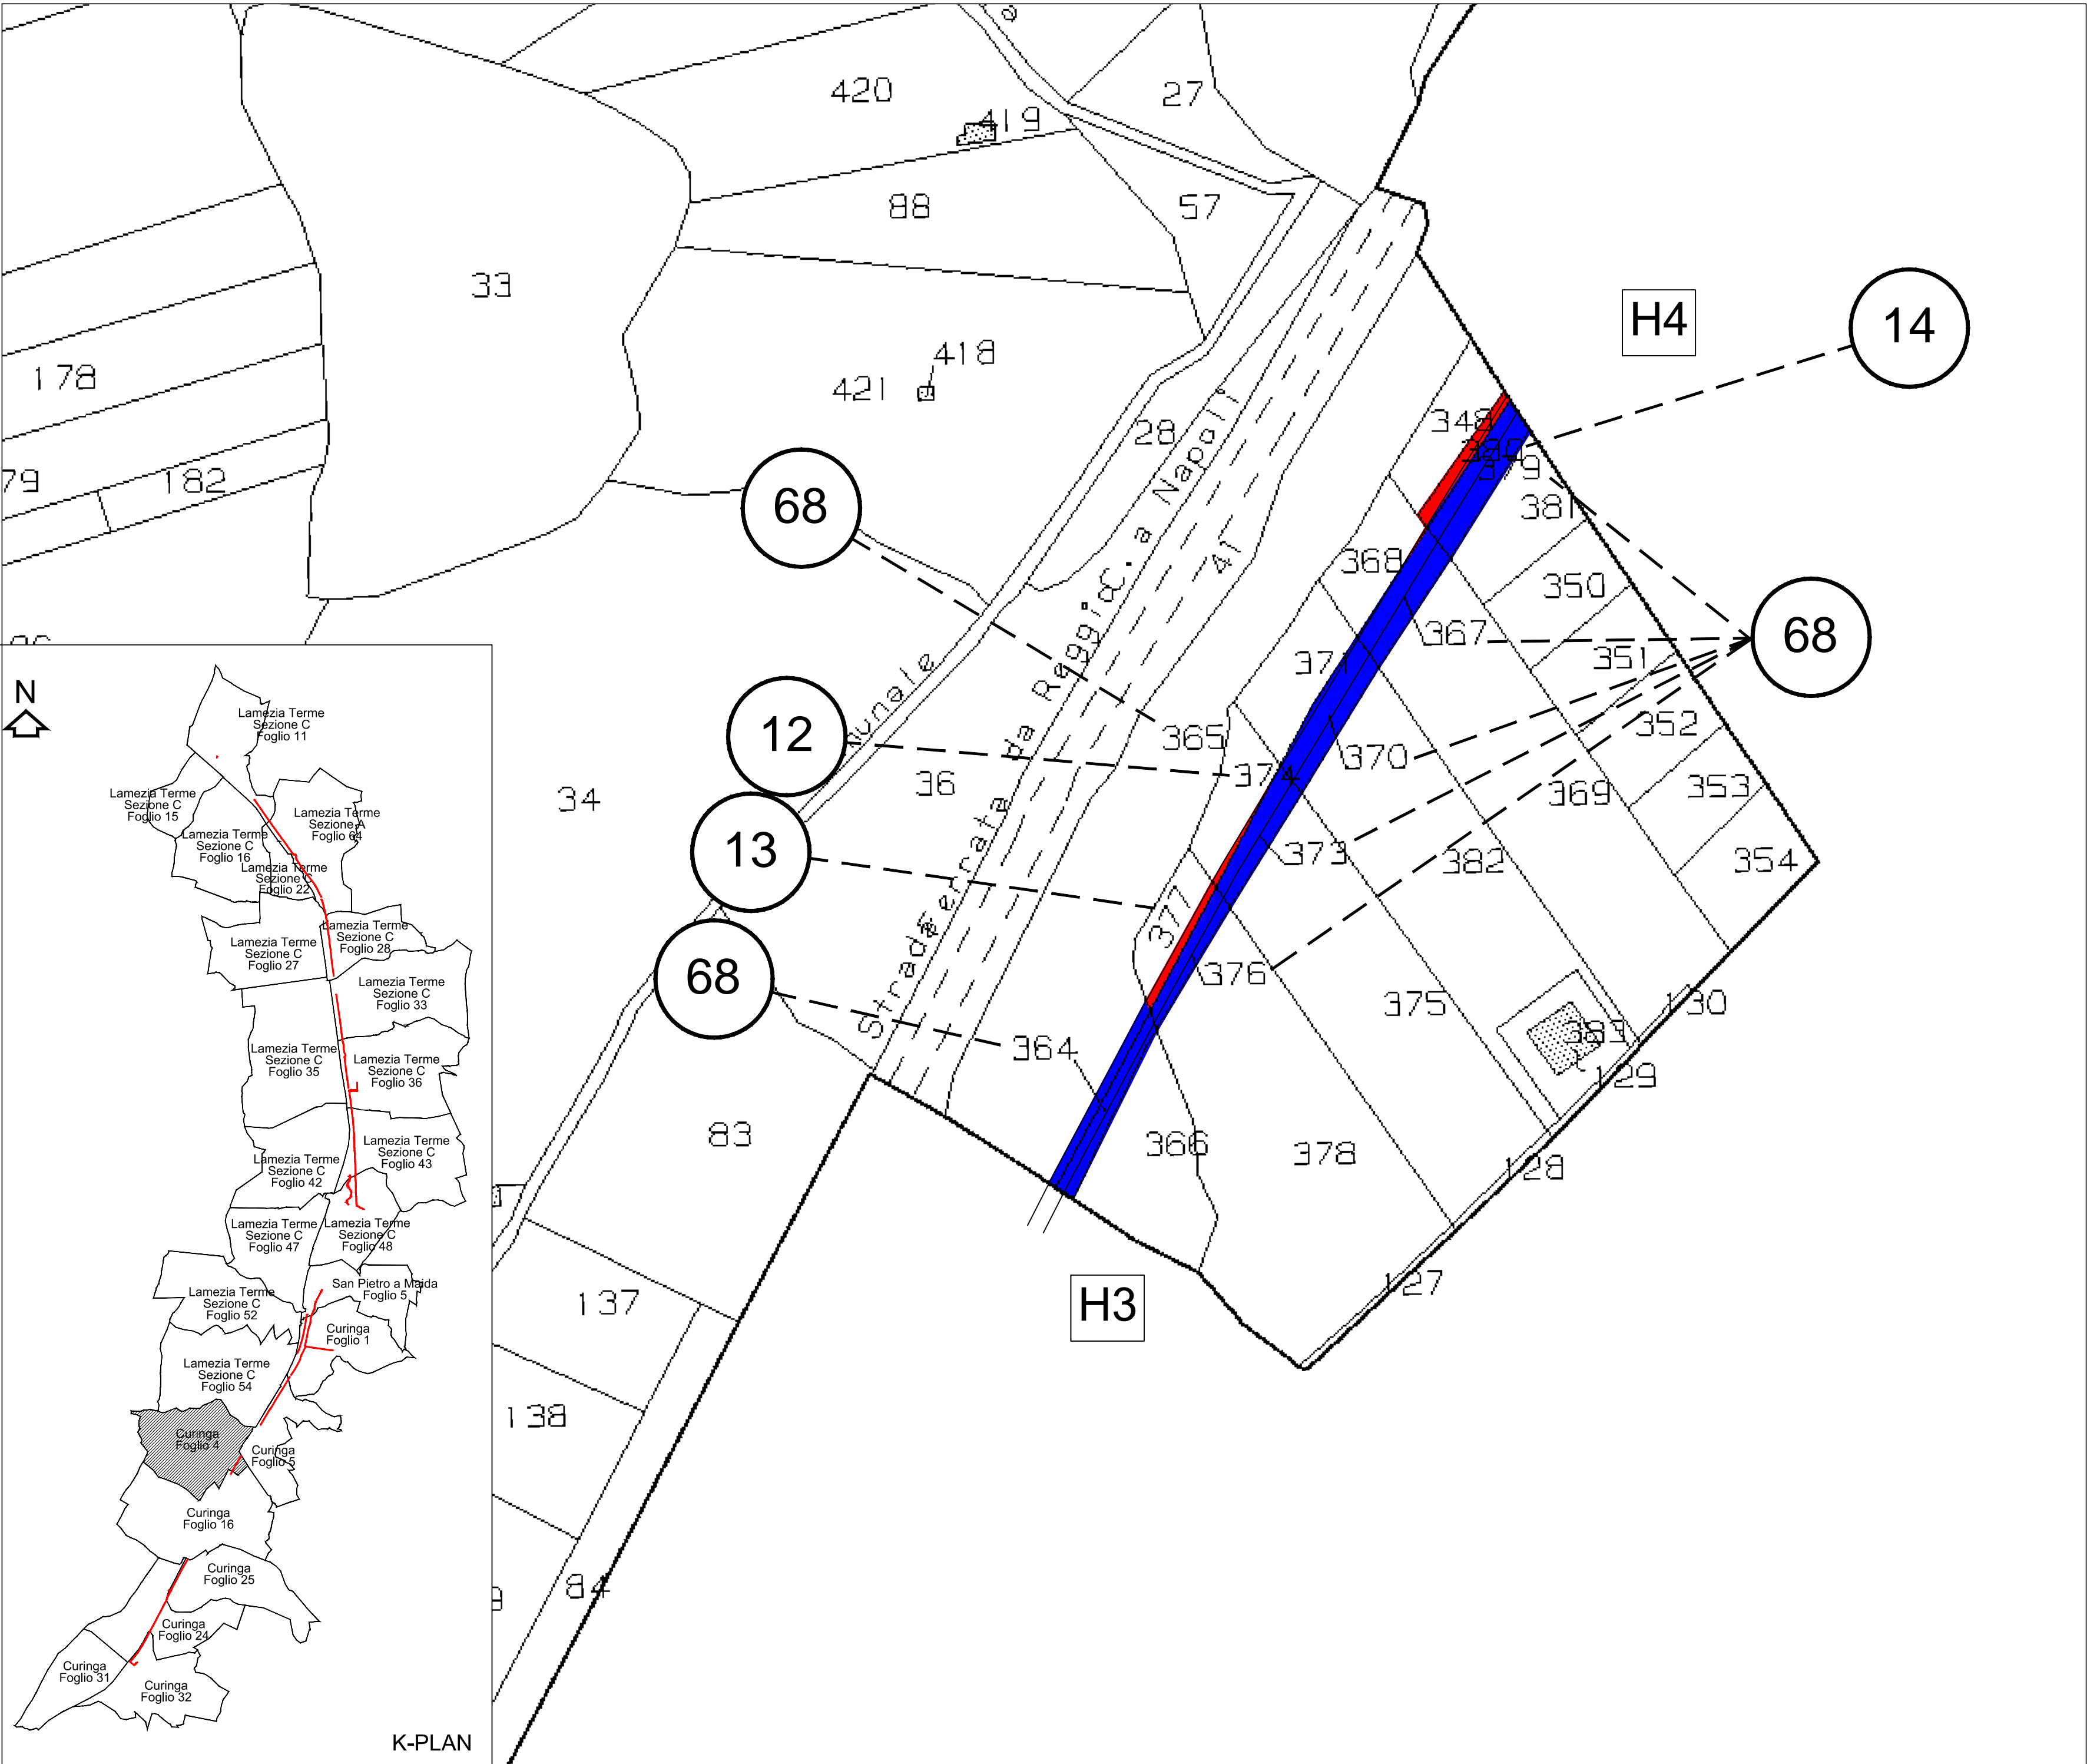 420
419
27
88
57
33
418
421
178
28
79
182
H4
14
348
379
381
68
41
368
350
367
351
68
371
Strada Ferrata da Reggio C. a Napoli
365
352
12
374
370
36
34
369
353
13
373
382
354
377
376
68
375
130
383
364
129
83
366
378
128
127
H3
137
138
84
N
Lamezia Terme
Sezione C
Foglio 11
Lamezia Terme
Sezione C
Foglio 15
Lamezia Terme
Sezione A
Foglio 64
Lamezia Terme
Sezione C
Foglio 16
Lamezia Terme
Sezione C
Foglio 22
Lamezia Terme
Sezione C
Foglio 28
Lamezia Terme
Sezione C
Foglio 27
Lamezia Terme
Sezione C
Foglio 33
Lamezia Terme
Sezione C
Foglio 35
Lamezia Terme
Sezione C
Foglio 36
Lamezia Terme
Sezione C
Foglio 43
Lamezia Terme
Sezione C
Foglio 42
Lamezia Terme
Sezione C
Foglio 47
Lamezia Terme
Sezione C
Foglio 48
San Pietro a Maida
Foglio 5
Lamezia Terme
Sezione C
Foglio 52
Curinga
Foglio 1
Lamezia Terme
Sezione C
Foglio 54
Curinga
Foglio 4
Curinga
Foglio 5
Curinga
Foglio 16
Curinga
Foglio 25
Curinga
Foglio 24
Curinga
Foglio 31
Curinga
Foglio 32
K-PLAN